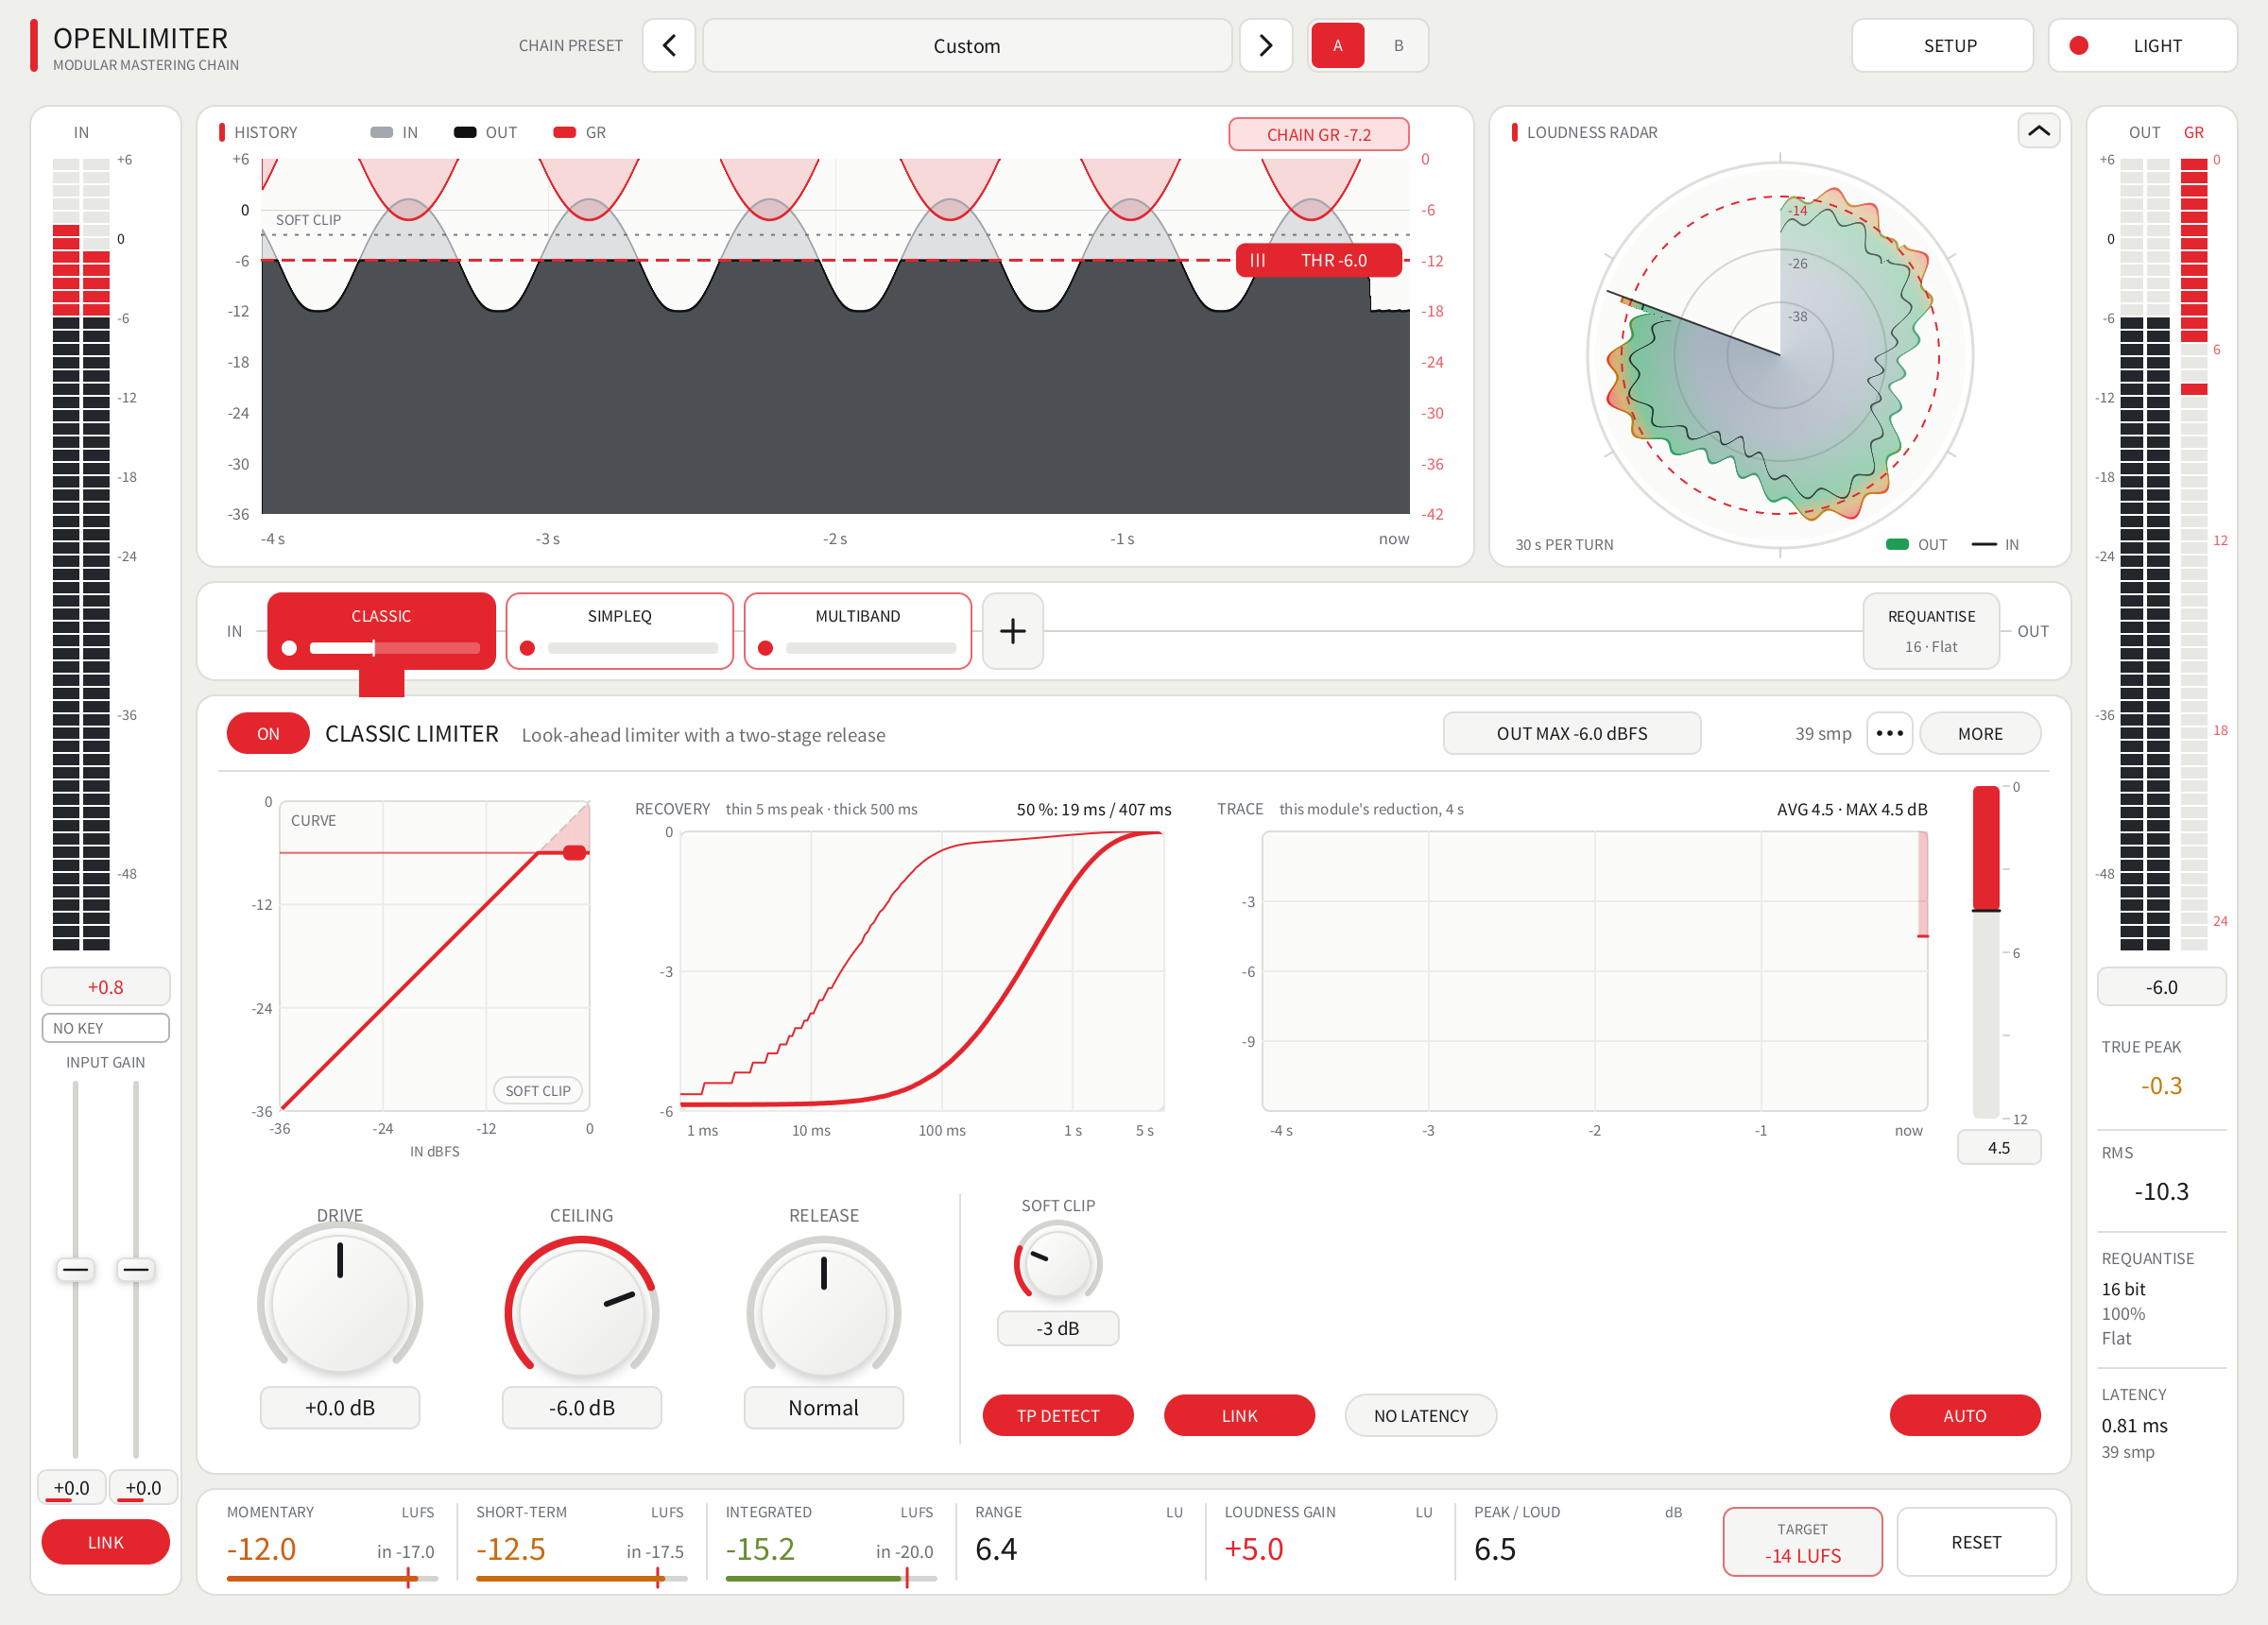 OPENLIMITER
MODULAR MASTERING CHAIN
CHAIN PRESET
Custom
A B
SETUP
LIGHT
IN
+6
0
-6
-12
-18
-24
-36
-48
+0.8
NO KEY
INPUT GAIN
+0.0 +0.0
LINK
HISTORY IN OUT GR
CHAIN GR -7.2
+6 0
0 -6
SOFT CLIP
-6 THR -6.0 -12
-12 -18
-18 -24
-24 -30
-30 -36
-36 -42
-4 s -3 s -2 s -1 s now
LOUDNESS RADAR
-14
-26
-38
30 s PER TURN
OUT IN
IN
CLASSIC
SIMPLEQ
MULTIBAND
REQUANTISE
16 · Flat
OUT
ON CLASSIC LIMITER Look-ahead limiter with a two-stage release
OUT MAX -6.0 dBFS
39 smp
MORE
CURVE
0
-12
-24
-36
SOFT CLIP
-36 -24 -12 0
IN dBFS
RECOVERY thin 5 ms peak · thick 500 ms 50 %: 19 ms / 407 ms
0
-3
-6
1 ms 10 ms 100 ms 1 s 5 s
TRACE this module's reduction, 4 s AVG 4.5 · MAX 4.5 dB
-3
-6
-9
-4 s -3 -2 -1 now
0
6
12
4.5
DRIVE
+0.0 dB
CEILING
-6.0 dB
RELEASE
Normal
SOFT CLIP
-3 dB
TP DETECT
LINK
NO LATENCY
AUTO
MOMENTARY LUFS
-12.0 in -17.0
SHORT-TERM LUFS
-12.5 in -17.5
INTEGRATED LUFS
-15.2 in -20.0
RANGE LU
6.4
LOUDNESS GAIN LU
+5.0
PEAK / LOUD dB
6.5
TARGET
-14 LUFS
RESET
OUT GR
+6 0
0
-6 6
-12
-18
-24 12
-36 18
-48 24
-6.0
TRUE PEAK
-0.3
RMS
-10.3
REQUANTISE
16 bit
100%
Flat
LATENCY
0.81 ms
39 smp